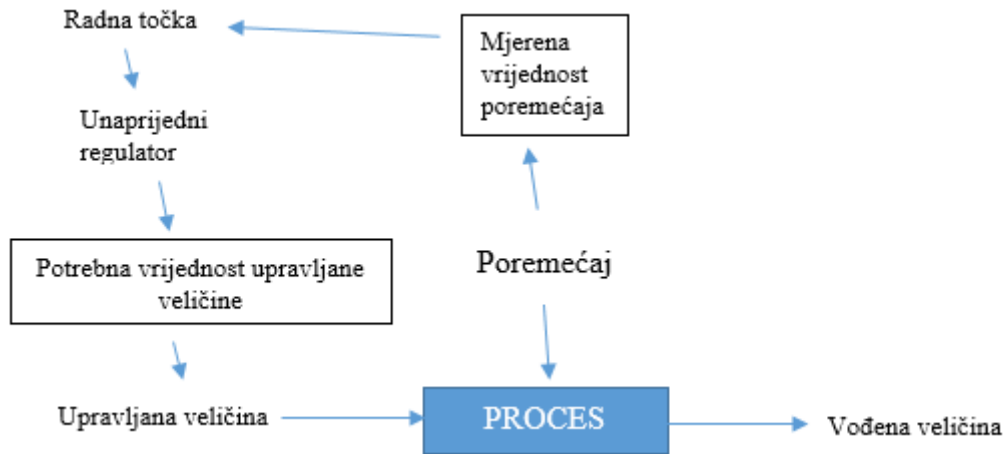 Radna točka
Mjerena
vrijednost
poremećaja
Unaprijedni
regulator
Potrebna vrijednost upravljane
veličine
Poremećaj
Upravljana veličina
PROCES
Vođena veličina